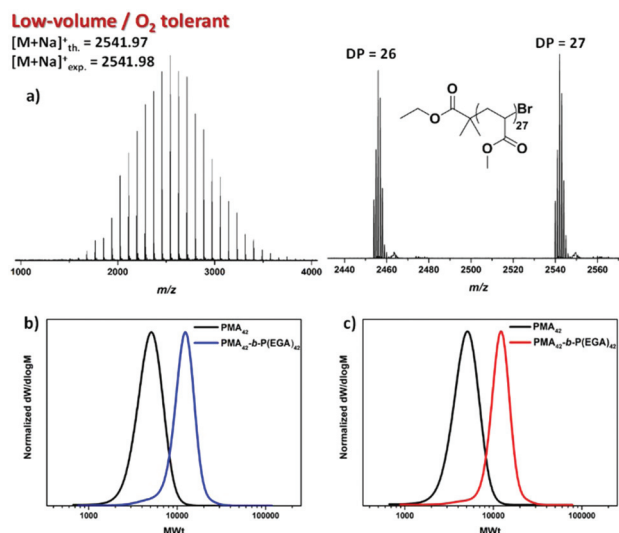 Low-volume / O₂ tolerant
[M+Na]⁺th. = 2541.97
[M+Na]⁺exp. = 2541.98
a)
1000 2000 3000 4000
m/z
DP = 26
DP = 27
O
O
Br
27
O
O
2440 2460 2480 2500 2520 2540 2560
m/z
b)
PMA₄₂
PMA₄₂-b-P(EGA)₄₂
Normalized dW/dlogM
1000 10000 100000
MWt
c)
PMA₄₂
PMA₄₂-b-P(EGA)₄₂
Normalized dW/dlogM
1000 10000 100000
MWt